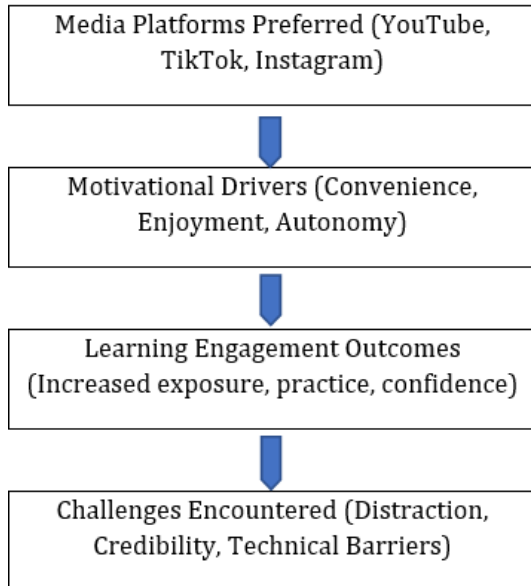 Media Platforms Preferred (YouTube,
TikTok, Instagram)
Motivational Drivers (Convenience,
Enjoyment, Autonomy)
Learning Engagement Outcomes
(Increased exposure, practice, confidence)
Challenges Encountered (Distraction,
Credibility, Technical Barriers)